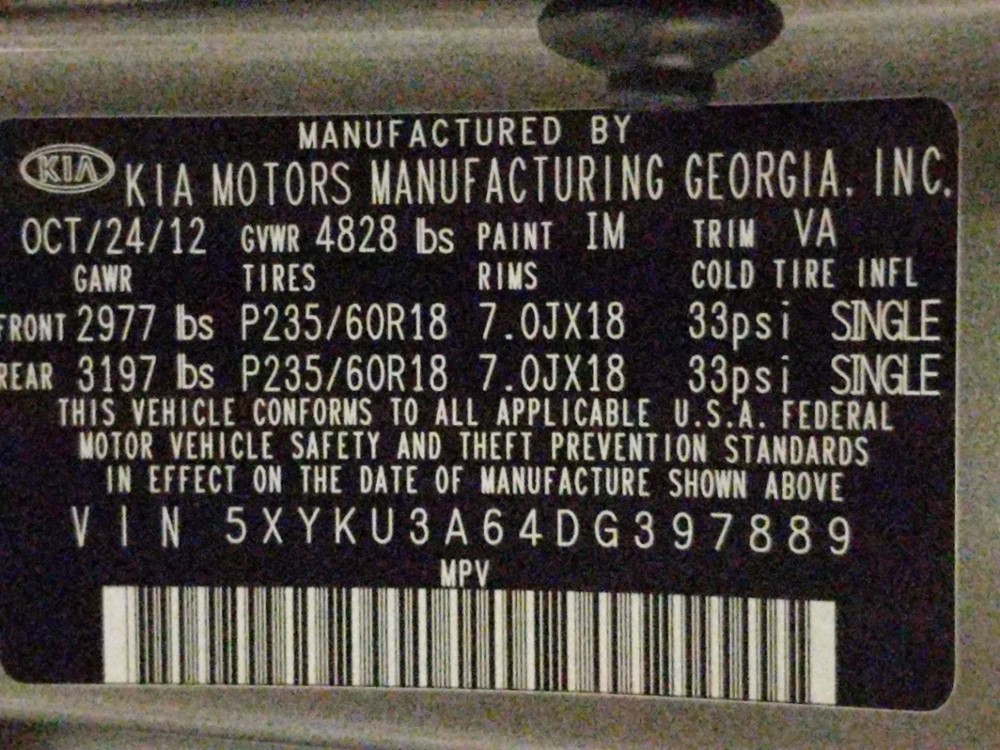 MANUFACTURED BY
KIA KIA MOTORS MANUFACTURING GEORGIA, INC.
OCT/24/12 GVWR 4828 lbs PAINT IM TRIM VA
GAWR TIRES RIMS COLD TIRE INFL
FRONT 2977 lbs P235/60R18 7.0JX18 33psi SINGLE
REAR 3197 lbs P235/60R18 7.0JX18 33psi SINGLE
THIS VEHICLE CONFORMS TO ALL APPLICABLE U.S.A. FEDERAL
MOTOR VEHICLE SAFETY AND THEFT PREVENTION STANDARDS
IN EFFECT ON THE DATE OF MANUFACTURE SHOWN ABOVE
VIN 5XYKU3A64DG397889
MPV